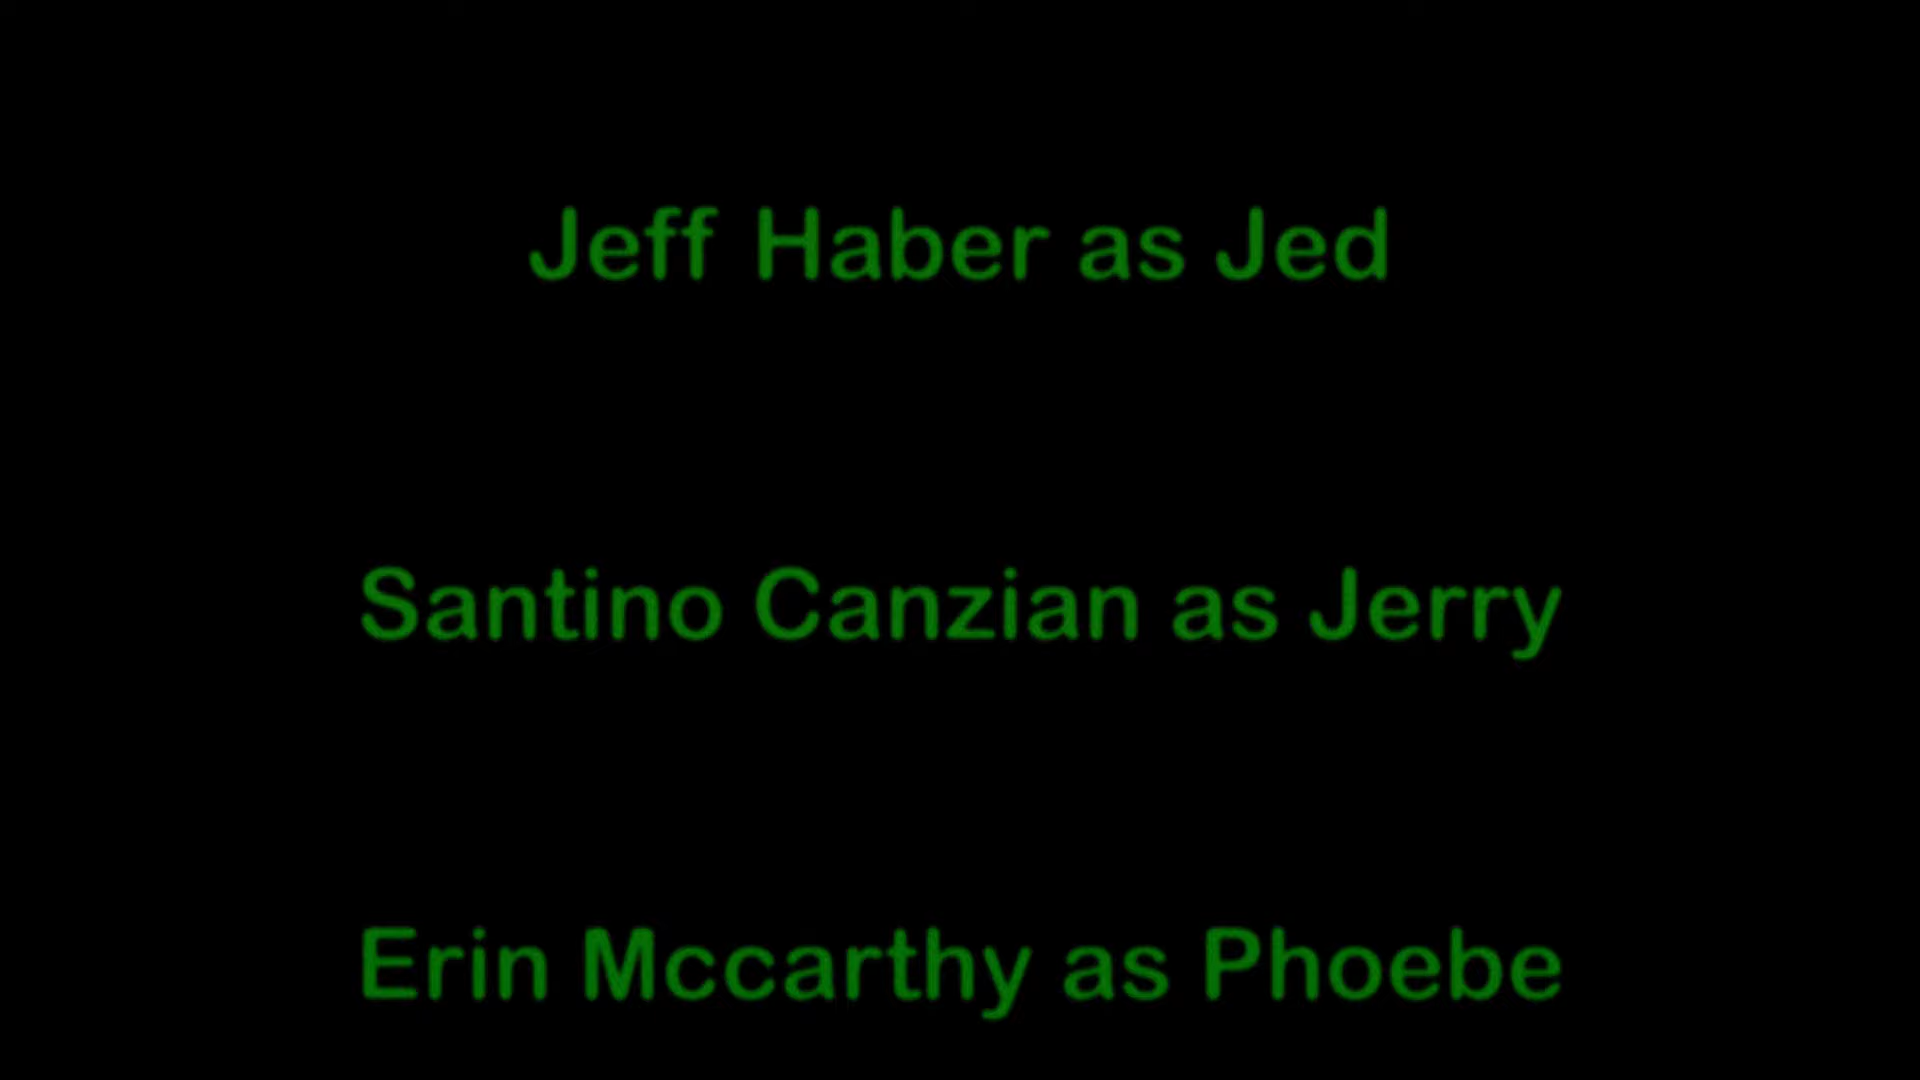 Jeff Haber as Jed
Santino Canzian as Jerry
Erin Mccarthy as Phoebe